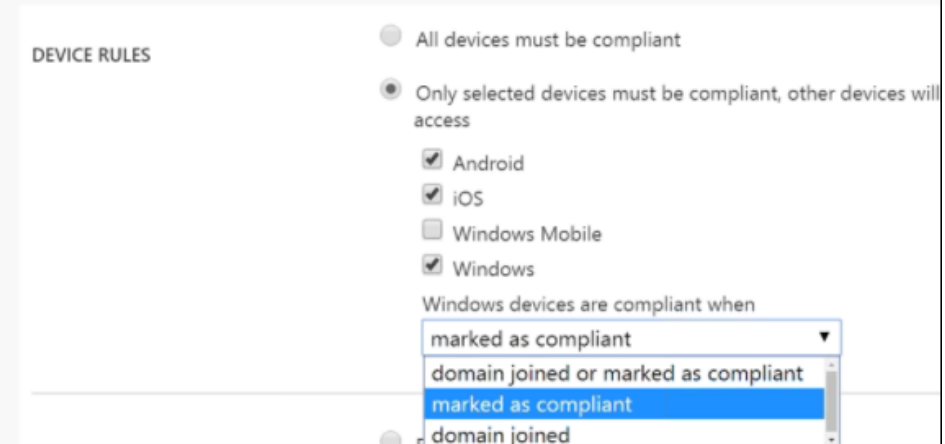 All devices must be compliant
DEVICE RULES
Only selected devices must be compliant, other devices will
access
Android
iOS
Windows Mobile
Windows
Windows devices are compliant when
marked as compliant
domain joined or marked as compliant
marked as compliant
domain joined